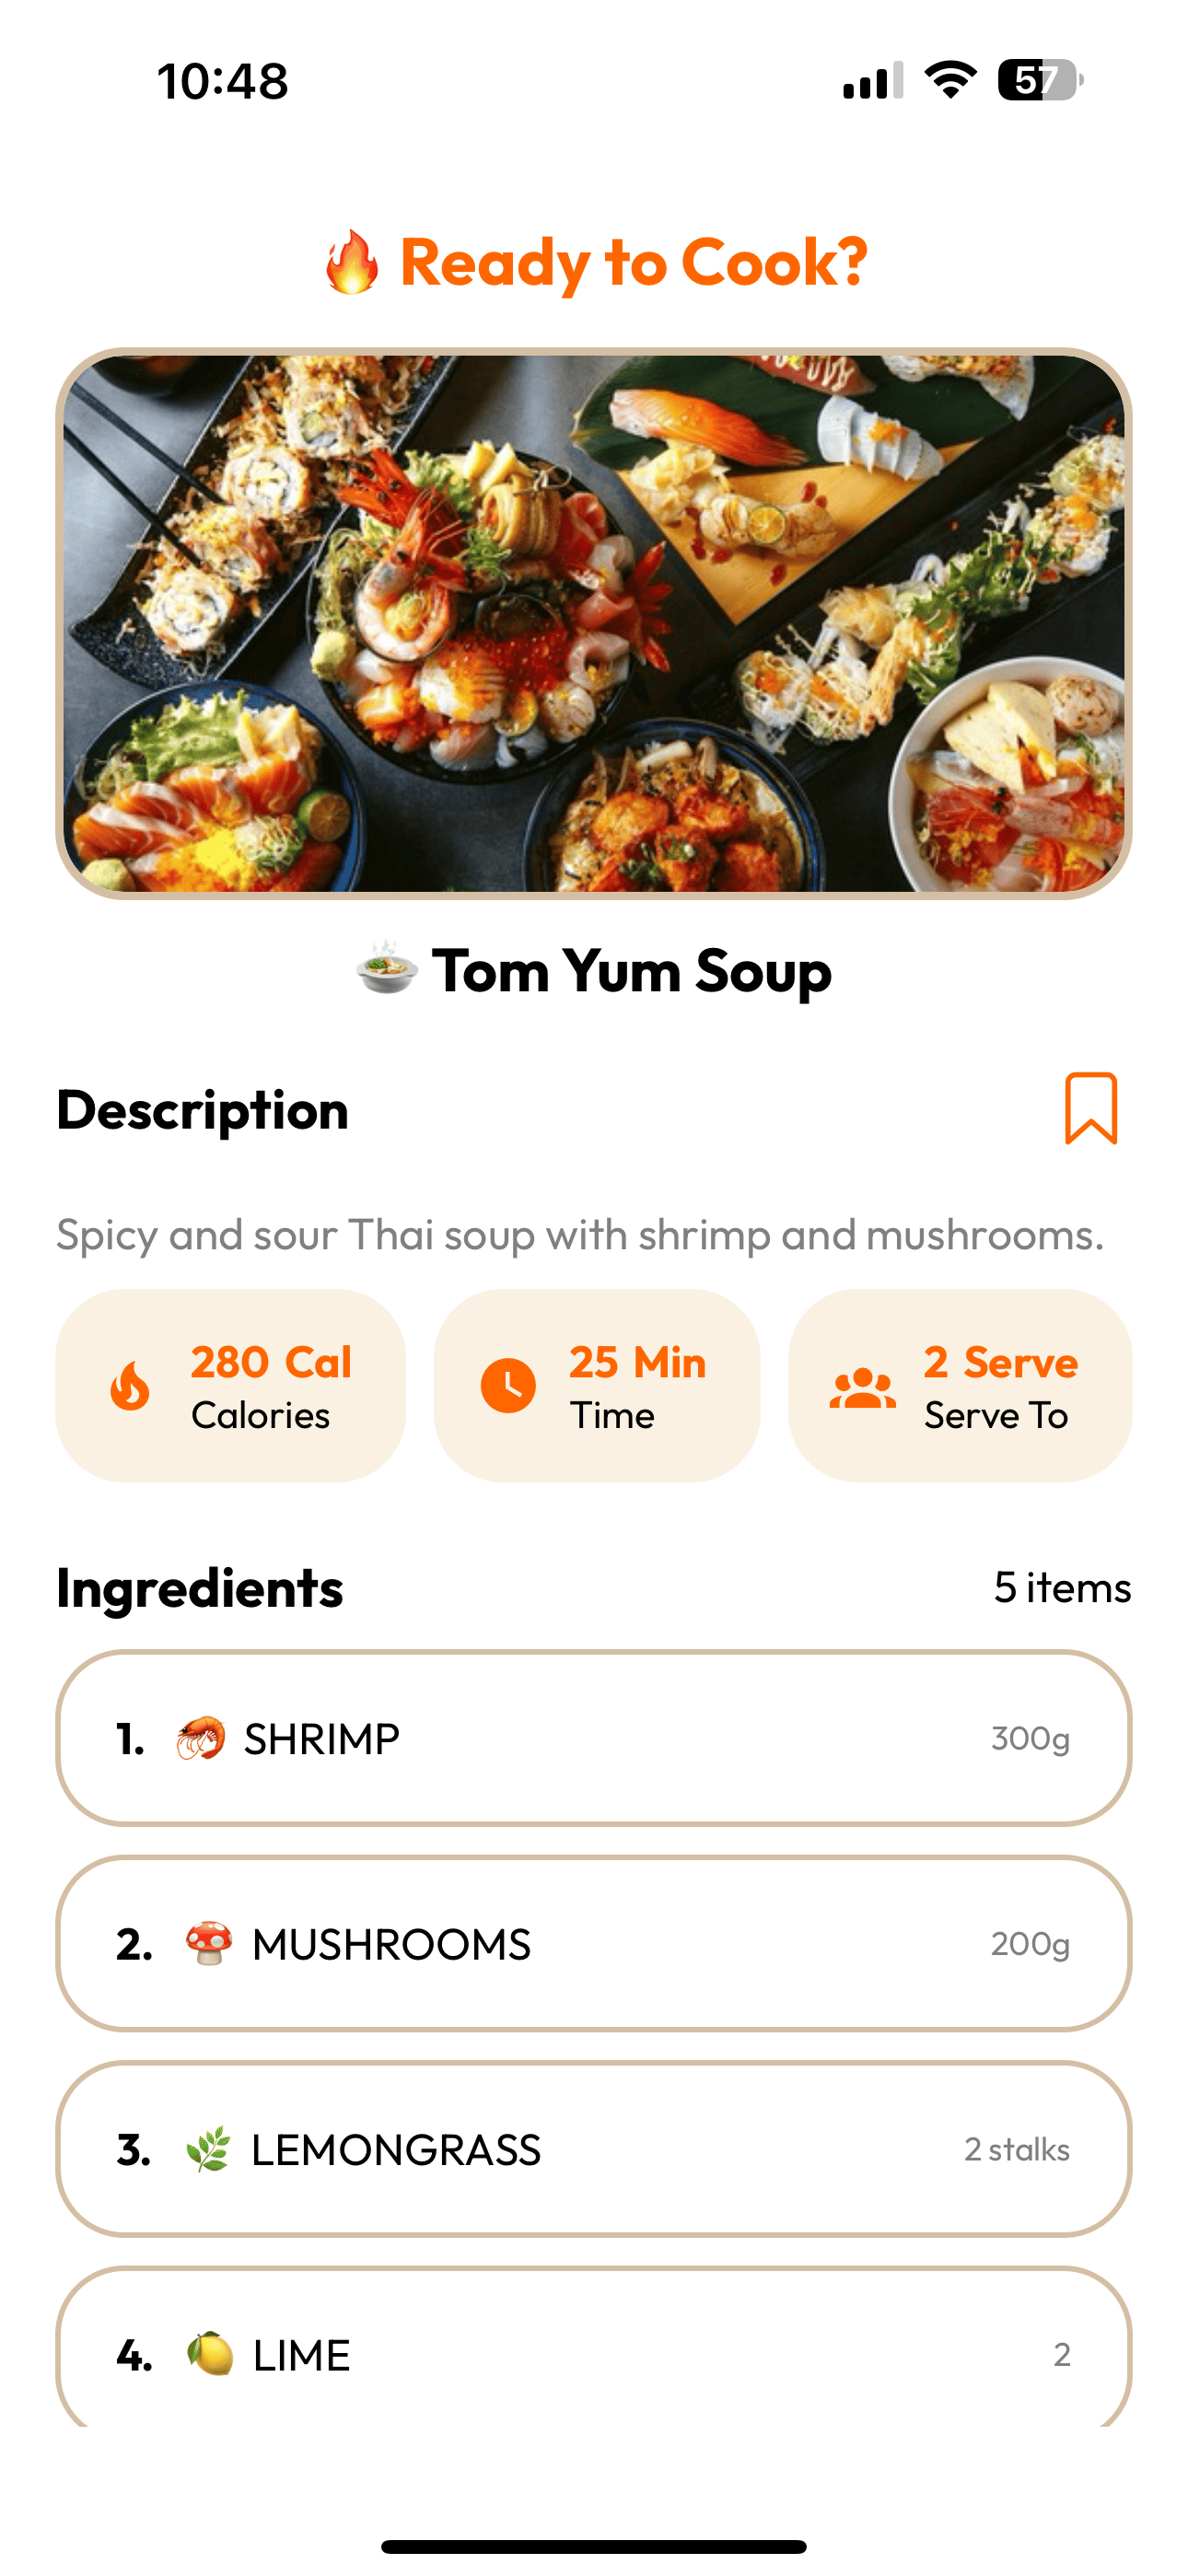 10:48
57
🔥 Ready to Cook?
🍲 Tom Yum Soup
Description
Spicy and sour Thai soup with shrimp and mushrooms.
280 Cal
Calories
25 Min
Time
2 Serve
Serve To
Ingredients
5 items
1. 🦐 SHRIMP 300g
2. 🍄 MUSHROOMS 200g
3. 🌿 LEMONGRASS 2 stalks
4. 🍋 LIME 2